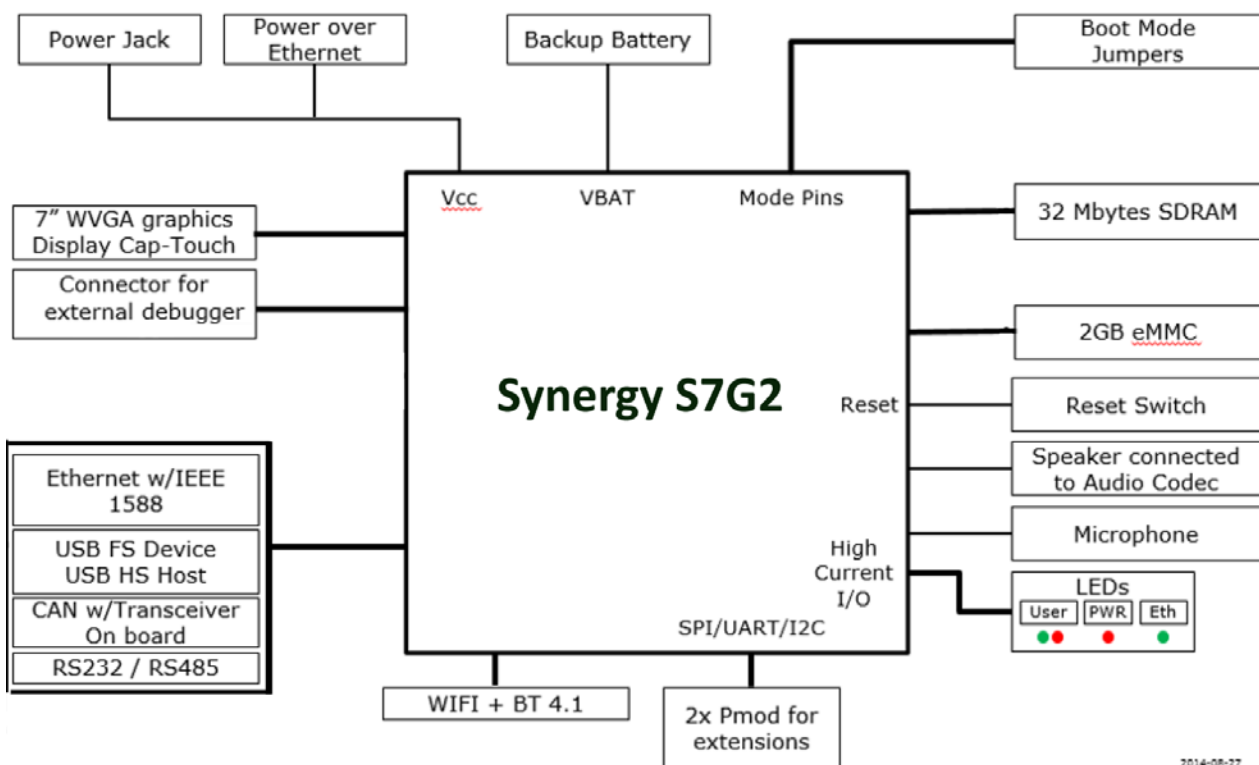 Power Jack
Power over
Ethernet
Backup Battery
Boot Mode
Jumpers
Vcc
VBAT
Mode Pins
7” WVGA graphics
Display Cap-Touch
32 Mbytes SDRAM
Connector for
external debugger
2GB eMMC
Synergy S7G2
Reset
Reset Switch
Speaker connected
to Audio Codec
Ethernet w/IEEE
1588
USB FS Device
USB HS Host
CAN w/Transceiver
On board
RS232 / RS485
Microphone
High
Current
I/O
LEDs
User
PWR
Eth
SPI/UART/I2C
WIFI + BT 4.1
2x Pmod for
extensions
2014-08-27